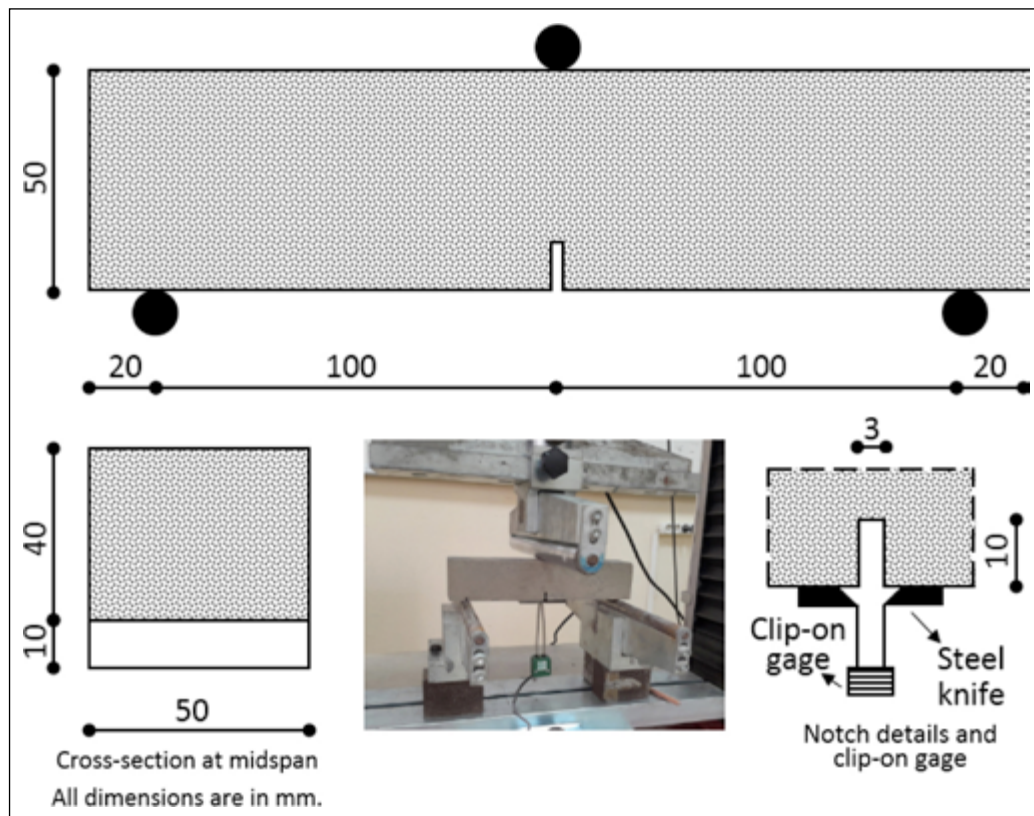 50
20
100
100
20
40
10
50
Cross-section at midspan
All dimensions are in mm.
3
10
Clip-on
gage
Steel
knife
Notch details and
clip-on gage